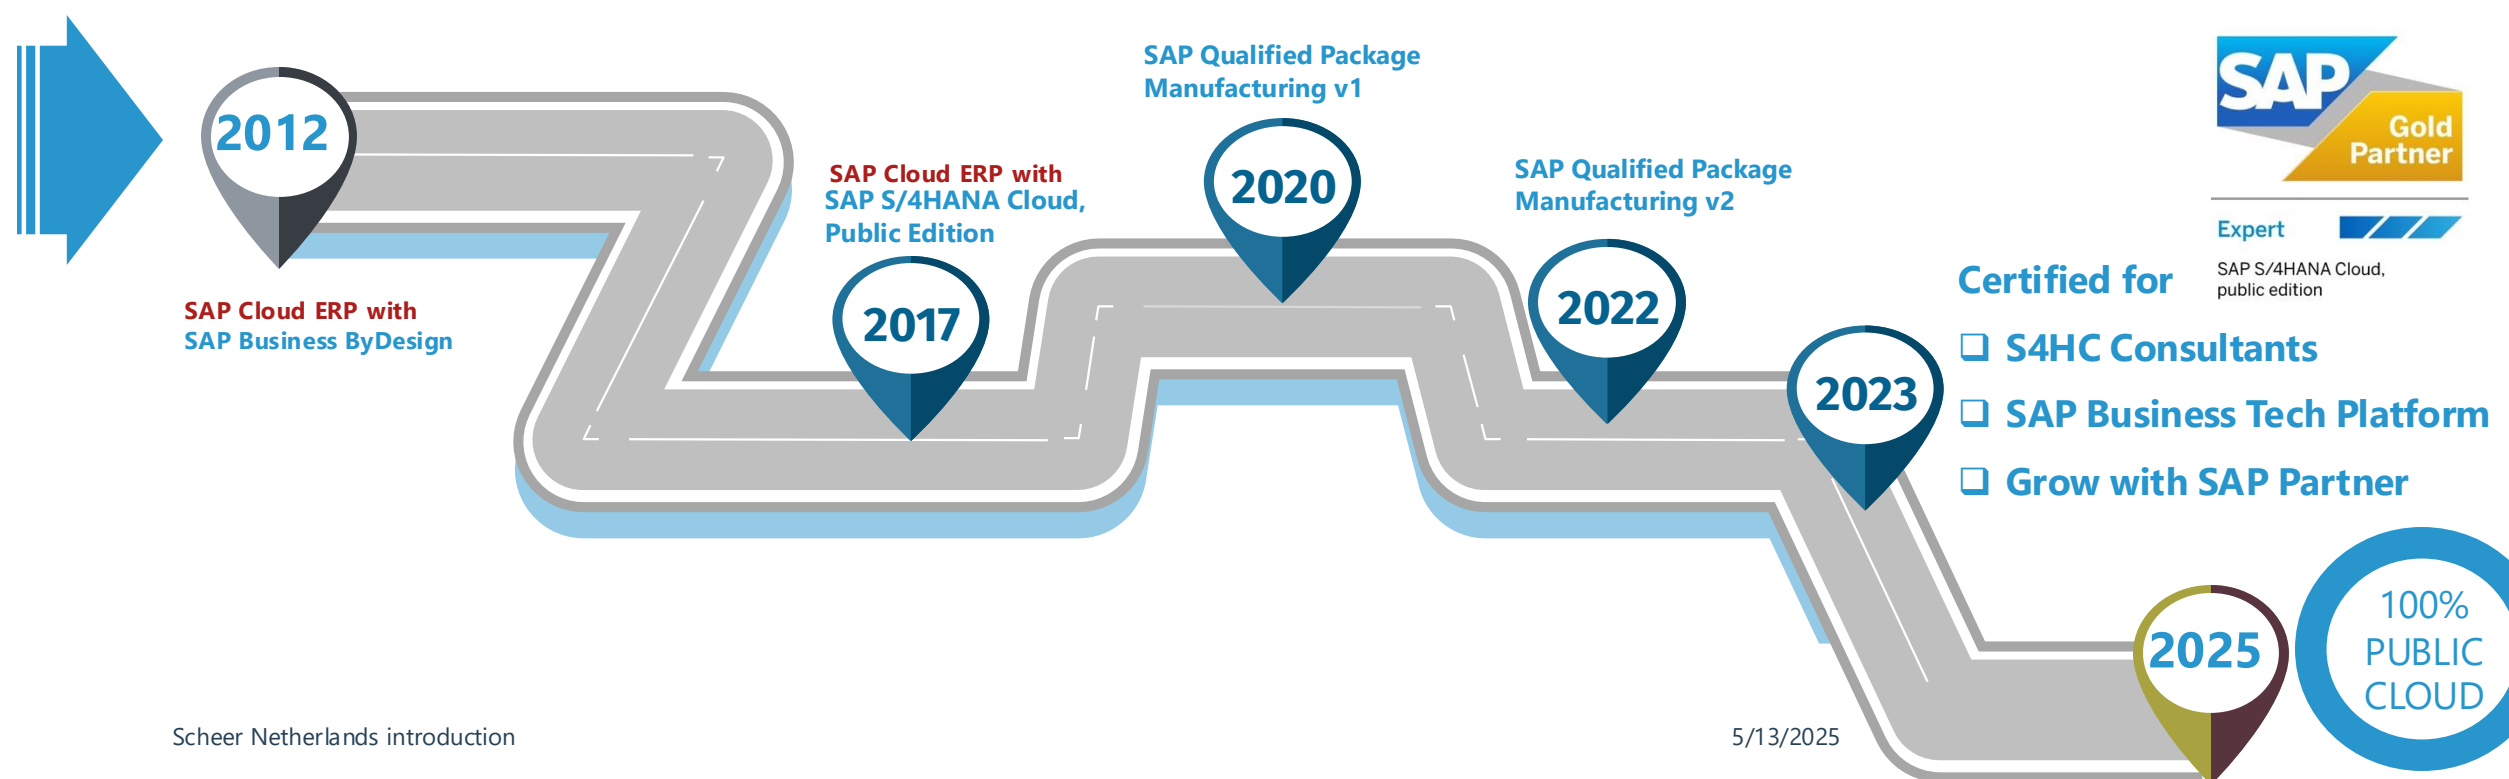 2012
SAP Cloud ERP with
SAP Business ByDesign
SAP Cloud ERP with
SAP S/4HANA Cloud,
Public Edition
2017
SAP Qualified Package
Manufacturing v1
2020
SAP Qualified Package
Manufacturing v2
2022
2023
SAP
Gold
Partner
Expert
SAP S/4HANA Cloud,
public edition
Certified for
❑ S4HC Consultants
❑ SAP Business Tech Platform
❑ Grow with SAP Partner
2025
100%
PUBLIC
CLOUD
Scheer Netherlands introduction
5/13/2025